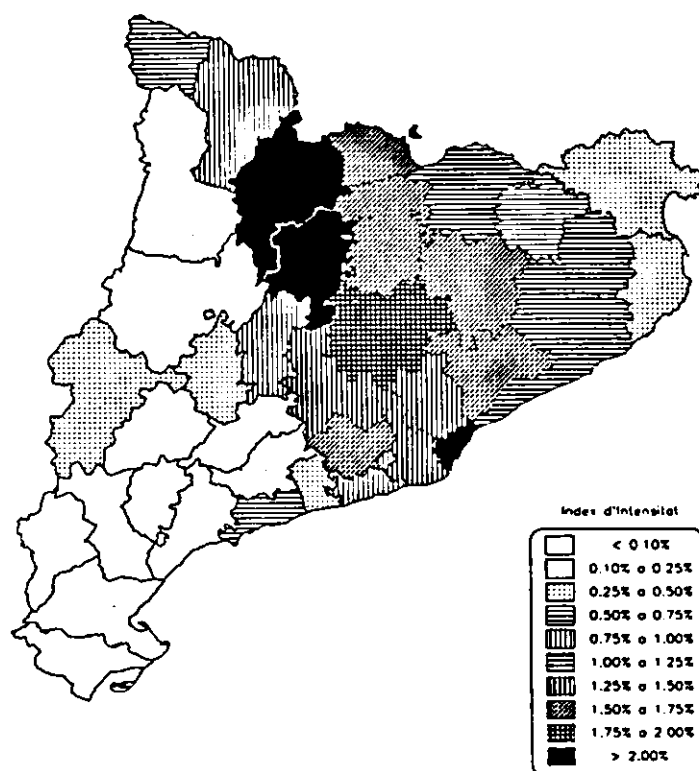 Index d'Intensitat
< 0.10%
0.10% a 0.25%
0.25% a 0.50%
0.50% a 0.75%
0.75% a 1.00%
1.00% a 1.25%
1.25% a 1.50%
1.50% a 1.75%
1.75% a 2.00%
> 2.00%